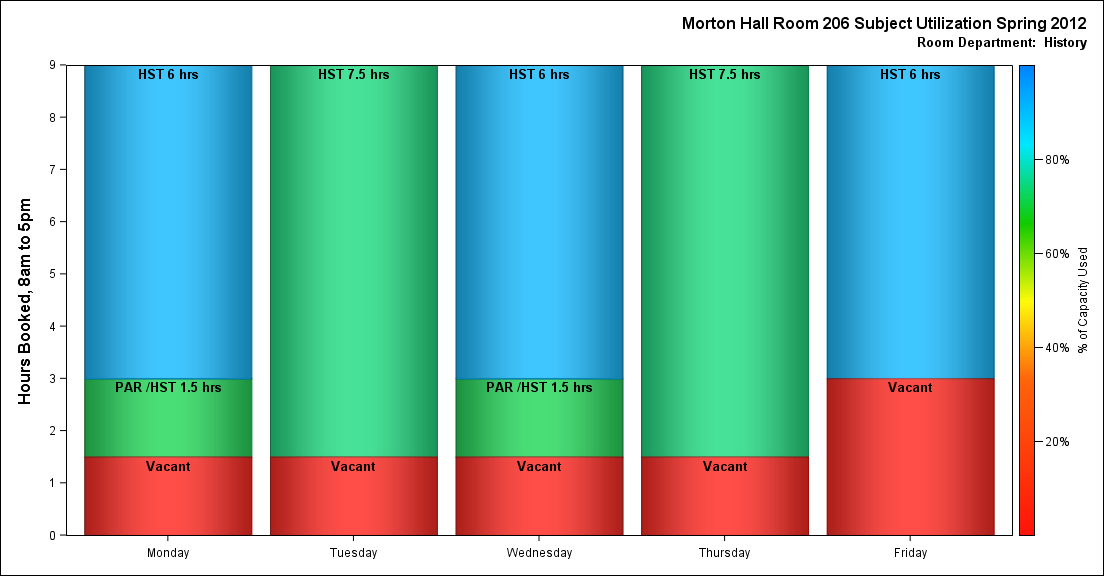 Morton Hall Room 206 Subject Utilization Spring 2012
Room Department:  History
Hours Booked, 8am to 5pm
9
8
7
6
5
4
3
2
1
0
HST 6 hrs
PAR /HST 1.5 hrs
Vacant
HST 7.5 hrs
Vacant
HST 6 hrs
PAR /HST 1.5 hrs
Vacant
HST 7.5 hrs
Vacant
HST 6 hrs
Vacant
Monday
Tuesday
Wednesday
Thursday
Friday
80%
60%
40%
20%
% of Capacity Used